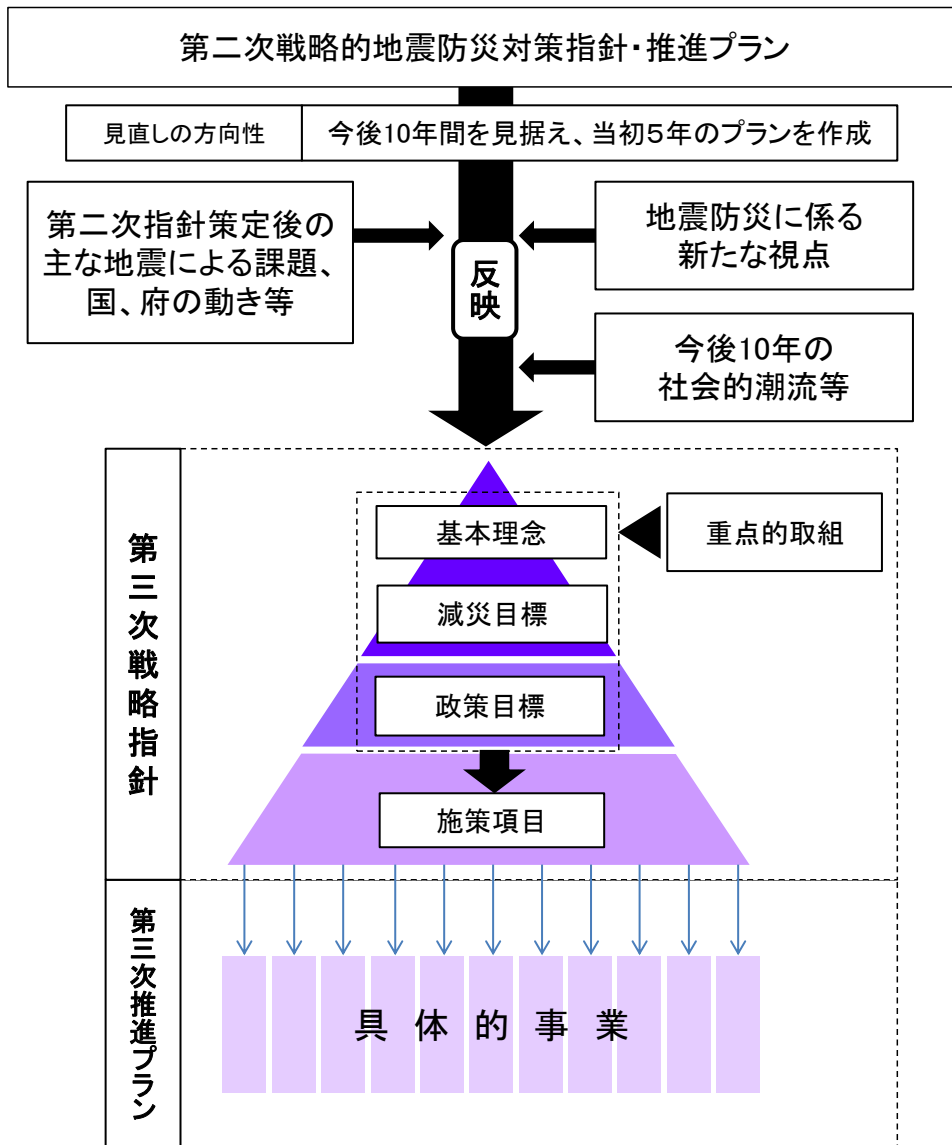 第二次戦略的地震防災対策指針・推進プラン
見直しの方向性
今後10年間を見据え、当初５年のプランを作成
第二次指針策定後の
主な地震による課題、
国、府の動き等
地震防災に係る
新たな視点
反映
今後10年の
社会的潮流等
第三次戦略指針
基本理念
重点的取組
減災目標
政策目標
施策項目
第三次推進プラン
具体的事業